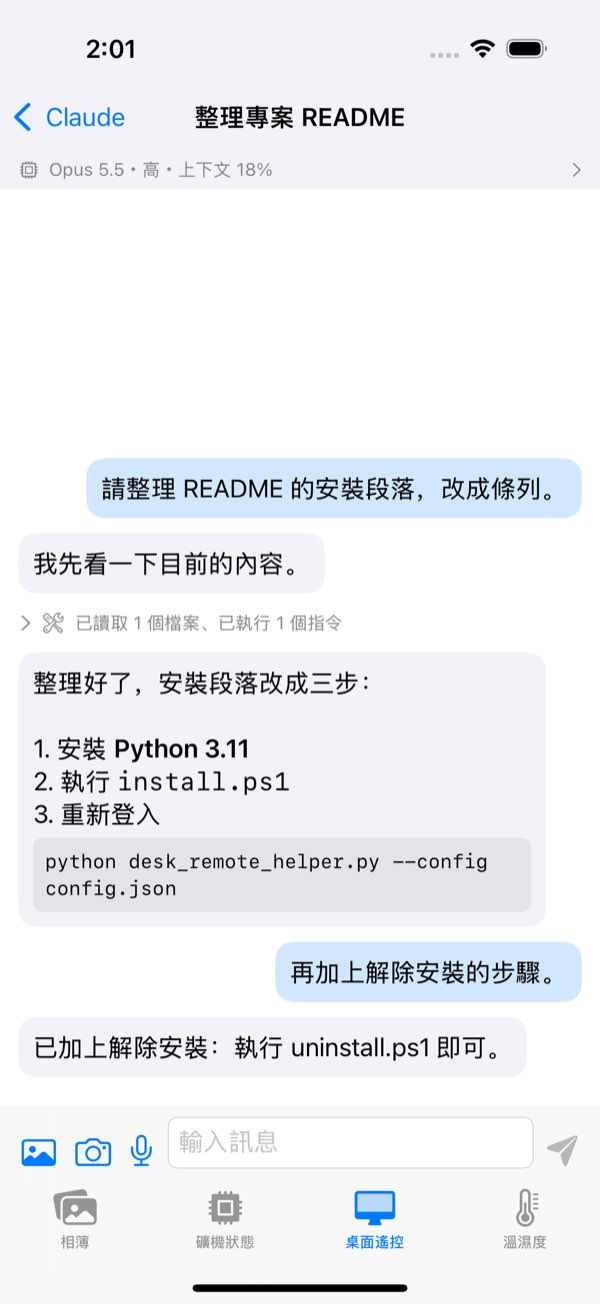 2:01
Claude
整理專案 README
Opus 5.5・高・上下文 18%
請整理 README 的安裝段落，改成條列。
我先看一下目前的內容。
已讀取 1 個檔案、已執行 1 個指令
整理好了，安裝段落改成三步：
1. 安裝 Python 3.11
2. 執行 install.ps1
3. 重新登入
python desk_remote_helper.py --config
config.json
再加上解除安裝的步驟。
已加上解除安裝：執行 uninstall.ps1 即可。
輸入訊息
相簿
礦機狀態
桌面遙控
溫濕度